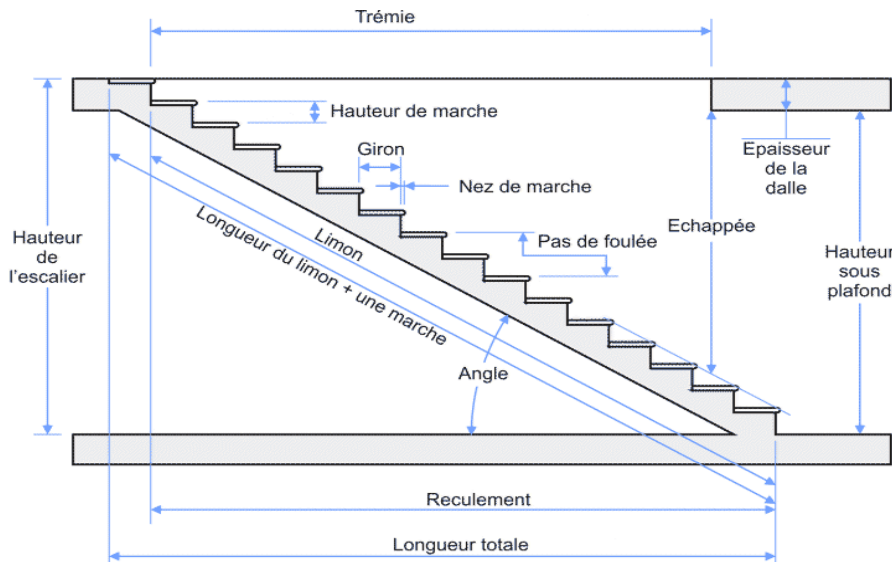 Trémie
Hauteur de marche
Giron
Nez de marche
Epaisseur
de la
dalle
Echappée
Pas de foulée
Hauteur
de
l'escalier
Limon
Longueur du limon + une marche
Hauteur
sous
plafond
Angle
Reculement
Longueur totale